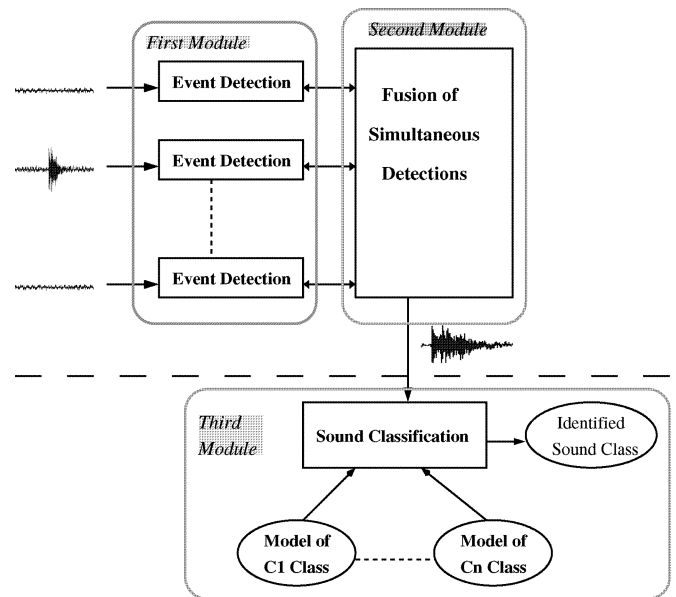 First Module
Second Module
Event Detection
Event Detection
Event Detection
Fusion of
Simultaneous
Detections
Third
Module
Sound Classification
Identified
Sound Class
Model of
C1 Class
Model of
Cn Class